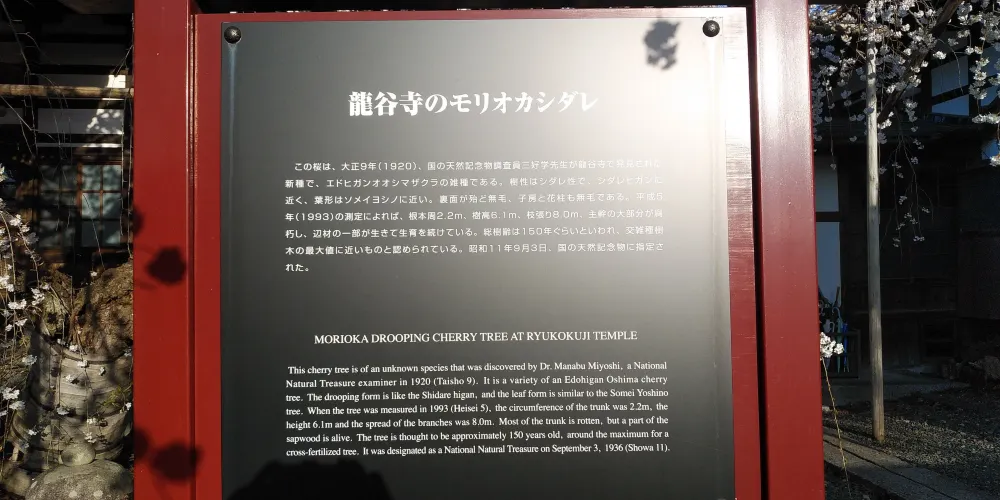 龍谷寺のモリオカシダレ
この桜は、大正9年(1920)、国の天然記念物調査員三好学先生が龍谷寺で発見した
新種で、エドヒガンオオシマザクラの雑種である。樹性はシダレ性で、シダレヒガンに
近く、葉形はソメイヨシノに近い。裏面が殆ど無毛、子房と花柱も無毛である。平成5
年(1993)の測定によれば、根本周2.2m、樹高6.1m、枝張り8.0m、主幹の大部分が腐
朽し、辺材の一部が生きて生育を続けている。総樹齢は150年ぐらいといわれ、交雑種樹
木の最大値に近いものと認められている。昭和11年9月3日、国の天然記念物に指定さ
れた。
MORIOKA DROOPING CHERRY TREE AT RYUKOKUJI TEMPLE
This cherry tree is of an unknown species that was discovered by Dr. Manabu Miyoshi, a National
Natural Treasure examiner in 1920 (Taisho 9). It is a variety of an Edohigan Oshima cherry
tree. The drooping form is like the Shidare higan, and the leaf form is similar to the Somei Yoshino
tree. When the tree was measured in 1993 (Heisei 5), the circumference of the trunk was 2.2m, the
height 6.1m and the spread of the branches was 8.0m. Most of the trunk is rotten, but a part of the
sapwood is alive. The tree is thought to be approximately 150 years old, around the maximum for a
cross-fertilized tree. It was designated as a National Natural Treasure on September 3, 1936 (Showa 11).